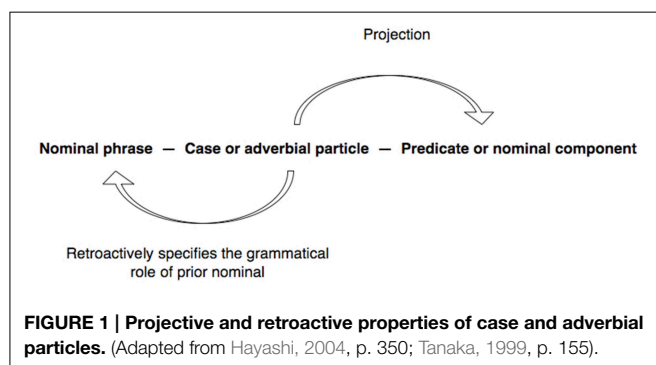 Projection
Nominal phrase – Case or adverbial particle – Predicate or nominal component
Retroactively specifies the grammatical
role of prior nominal
FIGURE 1 | Projective and retroactive properties of case and adverbial
particles. (Adapted from Hayashi, 2004, p. 350; Tanaka, 1999, p. 155).